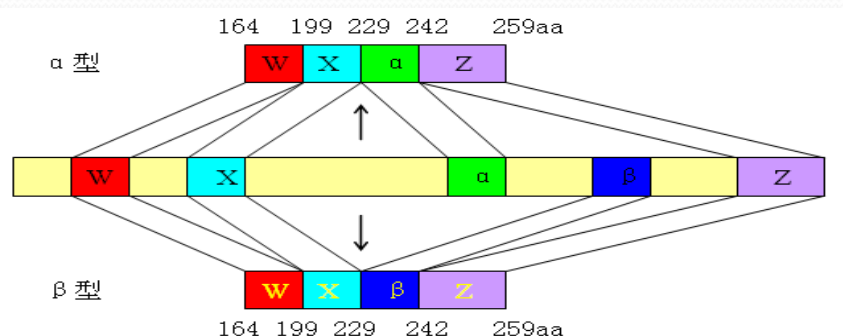 164 199 229 242 259aa
α 型 W X α Z
W X α β Z
β 型 W X β Z
164 199 229 242 259aa